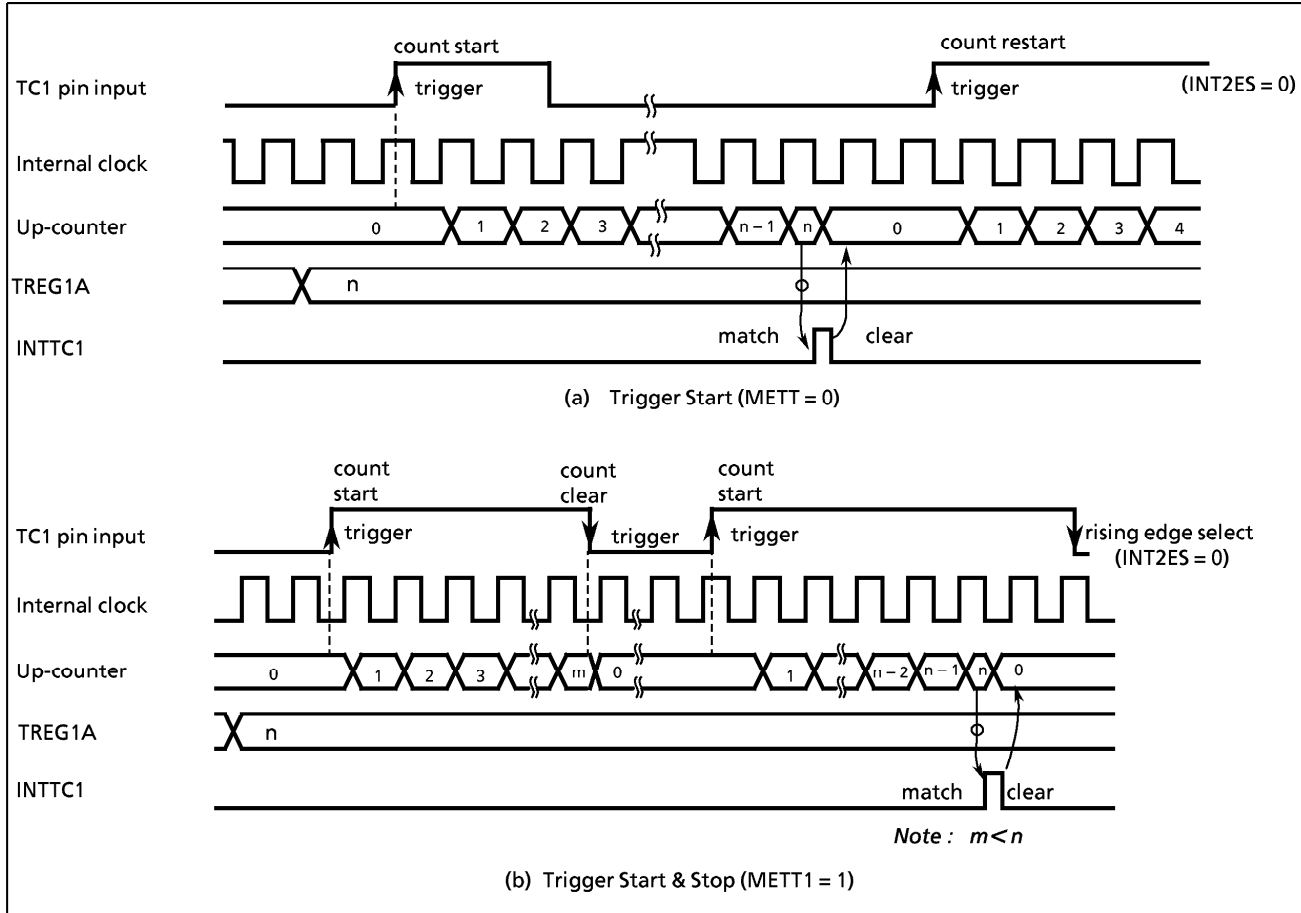 count start
count restart
TC1 pin input
trigger
trigger
(INT2ES = 0)
Internal clock
Up-counter
0
1
2
3
n – 1
n
0
1
2
3
4
TREG1A
n
INTTC1
match
clear
(a) Trigger Start (METT = 0)
count start
count clear
count start
TC1 pin input
trigger
trigger
trigger
rising edge select
(INT2ES = 0)
Internal clock
Up-counter
0
1
2
3
m
0
1
n – 2
n – 1
n
0
TREG1A
n
INTTC1
match
clear
Note : m < n
(b) Trigger Start & Stop (METT1 = 1)